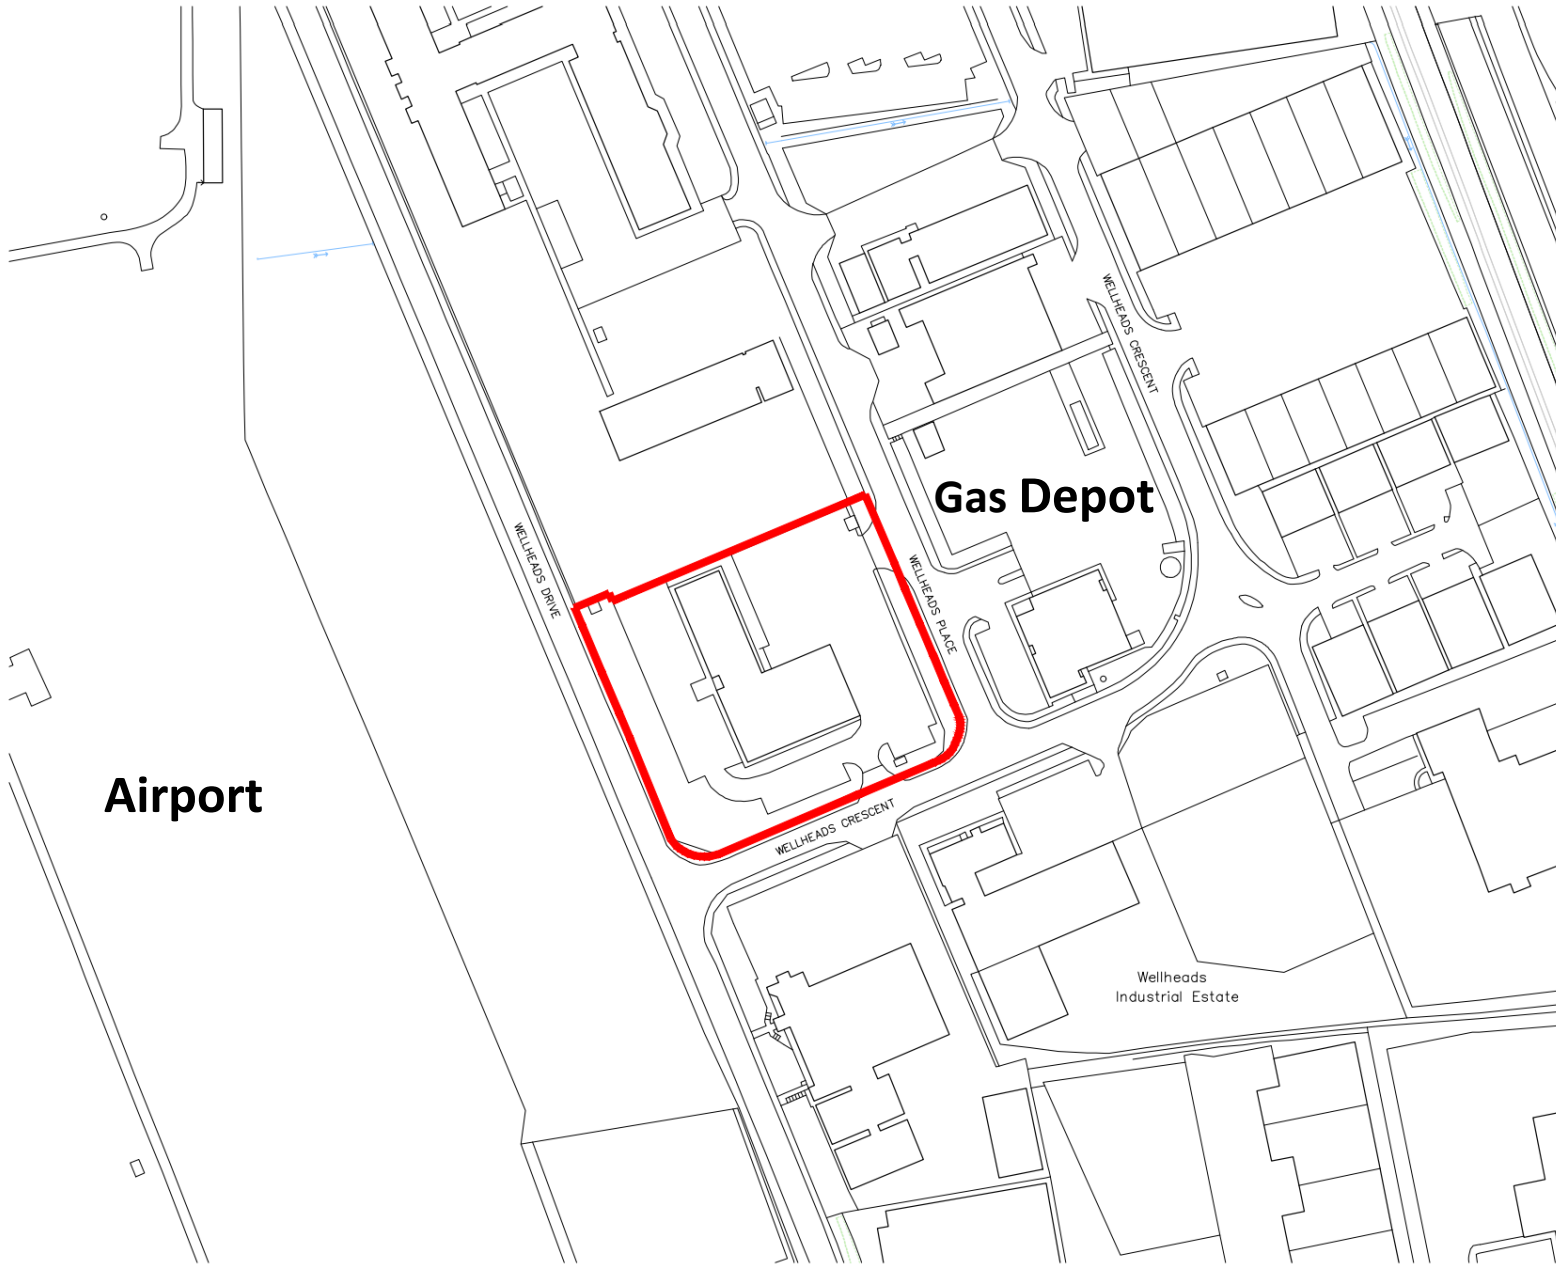 WELLHEADS CRESCENT
Gas Depot
WELLHEADS DRIVE
WELLHEADS PLACE
Airport
WELLHEADS CRESCENT
Wellheads
Industrial Estate